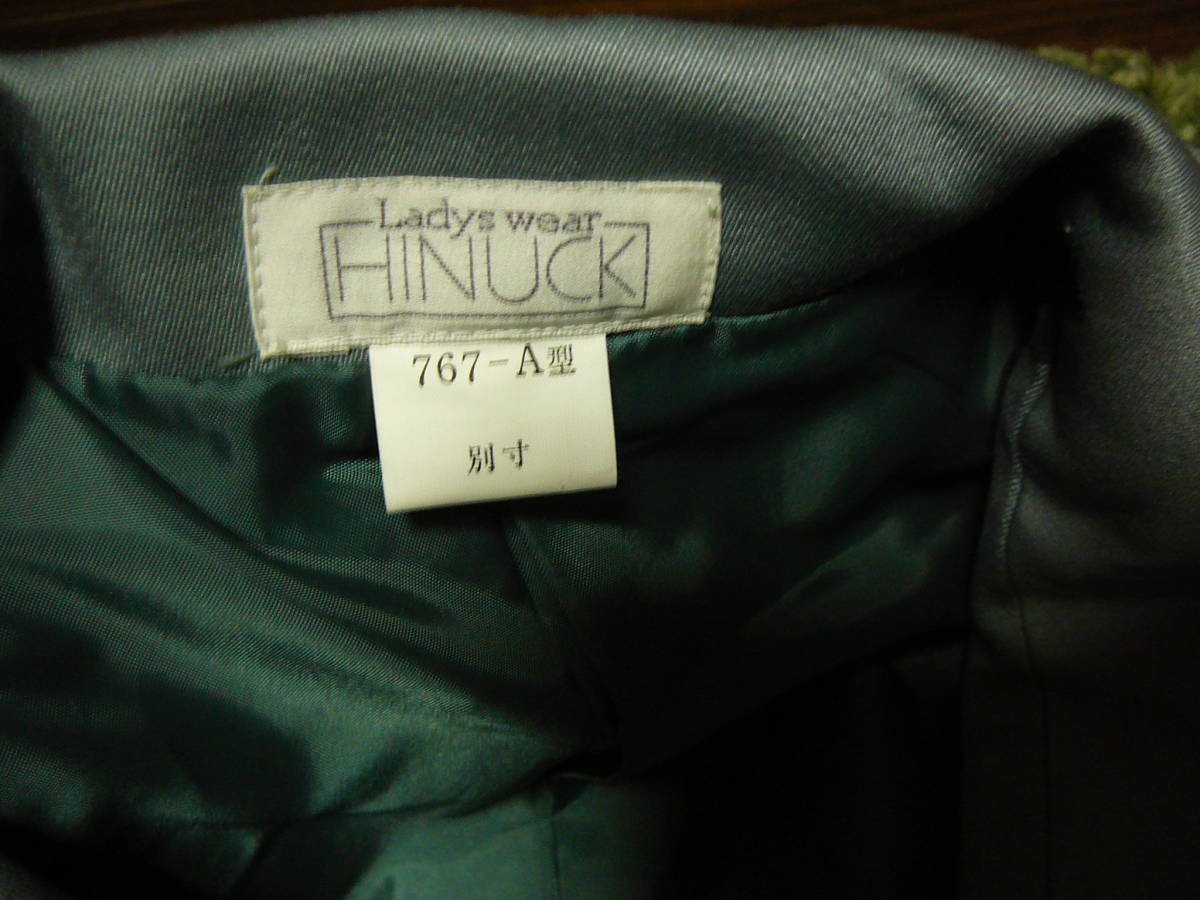 Ladys wear
HINUCK
767-A型
別寸